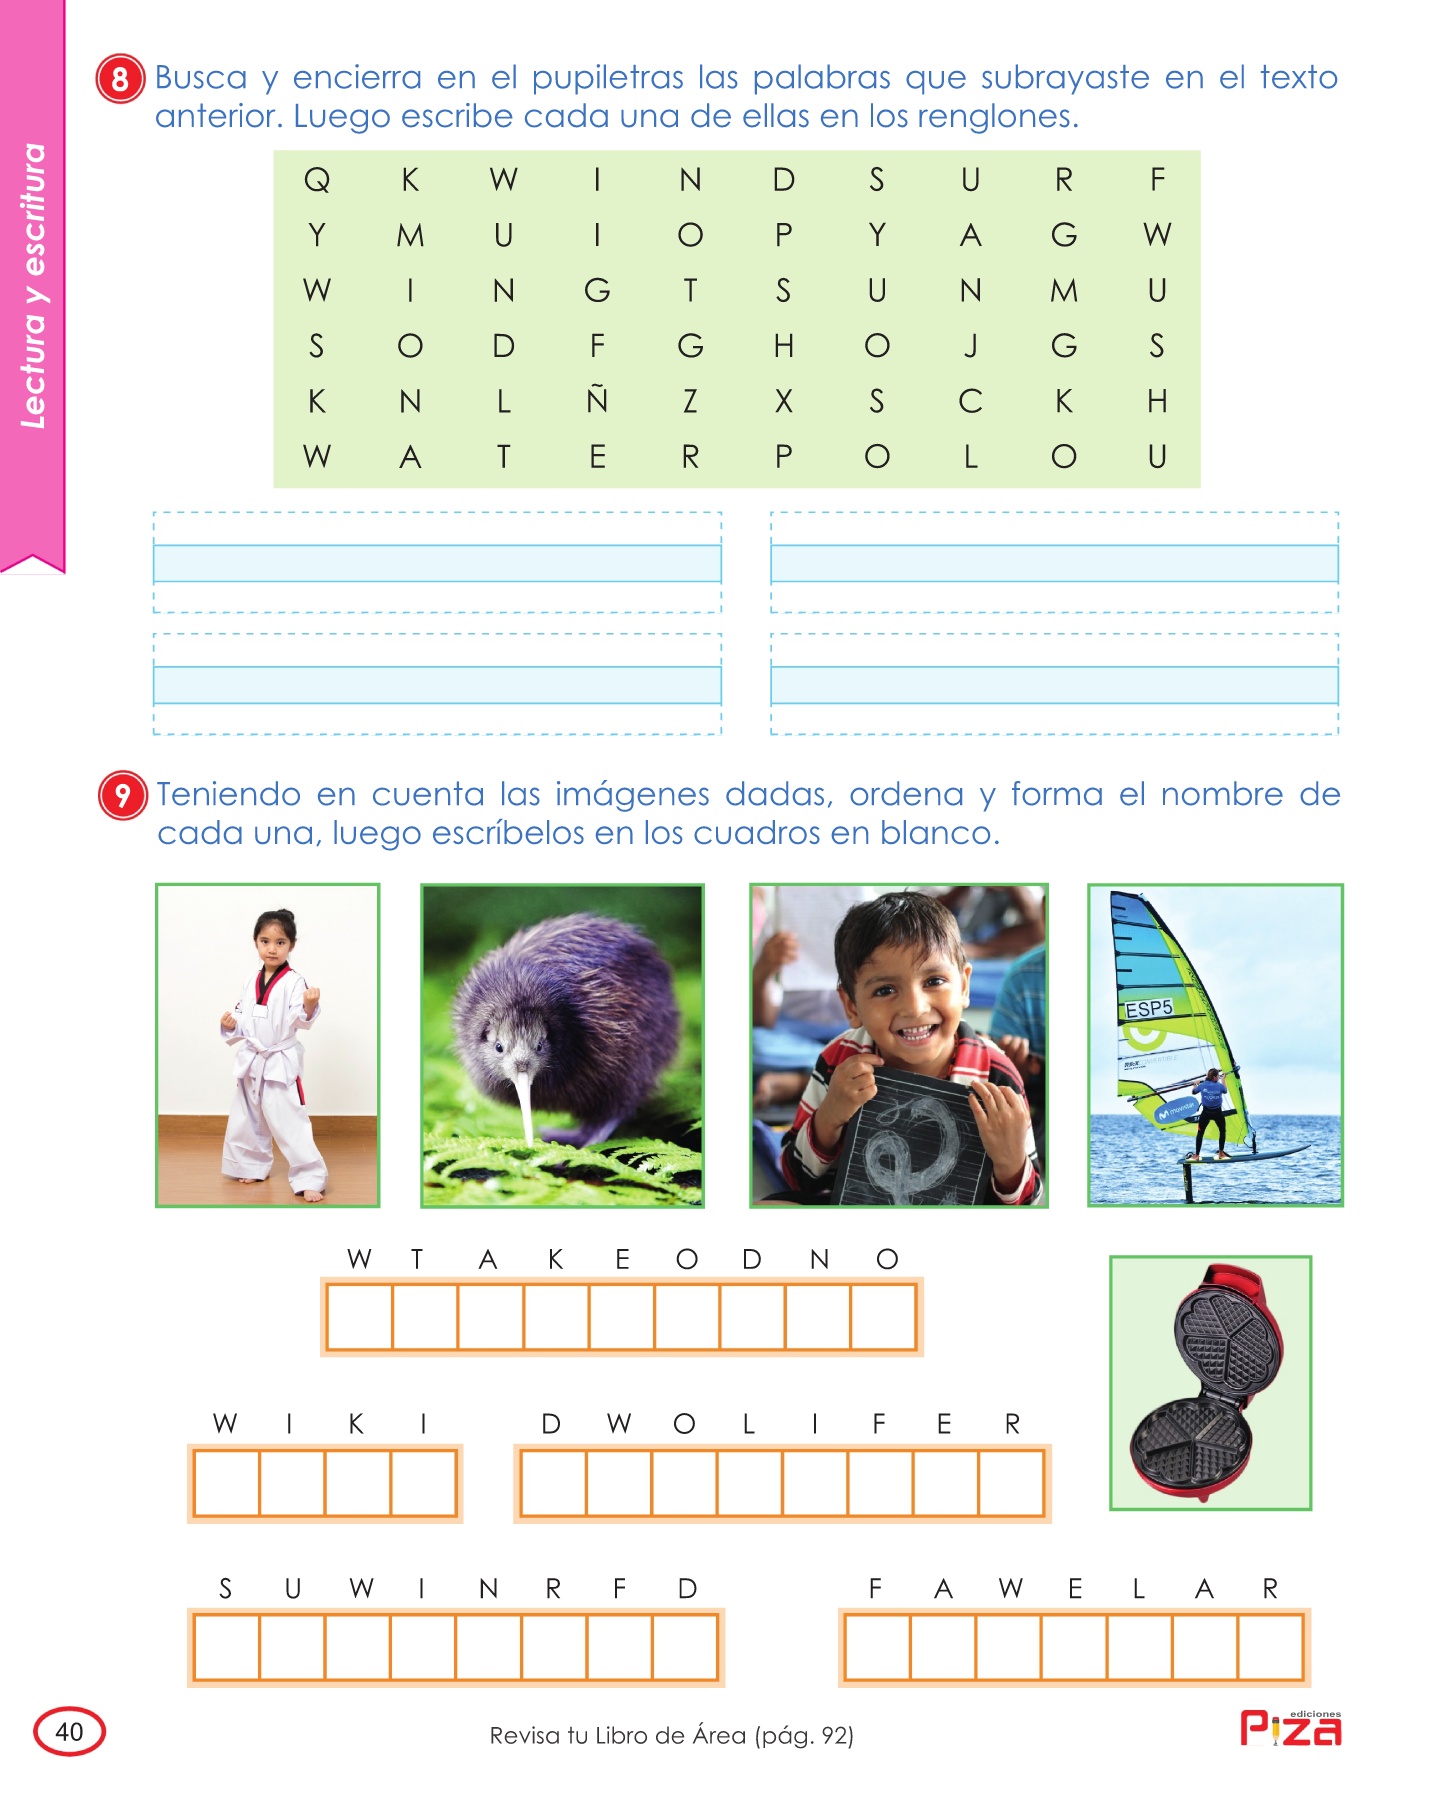 Lectura y escritura
8 Busca y encierra en el pupiletras las palabras que subrayaste en el texto
anterior. Luego escribe cada una de ellas en los renglones.
Q K W I N D S U R F
Y M U I O P Y A G W
W I N G T S U N M U
S O D F G H O J G S
K N L Ñ Z X S C K H
W A T E R P O L O U
9 Teniendo en cuenta las imágenes dadas, ordena y forma el nombre de
cada una, luego escríbelos en los cuadros en blanco.
ESP5
movistar
W T A K E O D N O
W I K I
D W O L I F E R
S U W I N R F D
F A W E L A R
40
Revisa tu Libro de Área (pág. 92)
ediciones
Piza